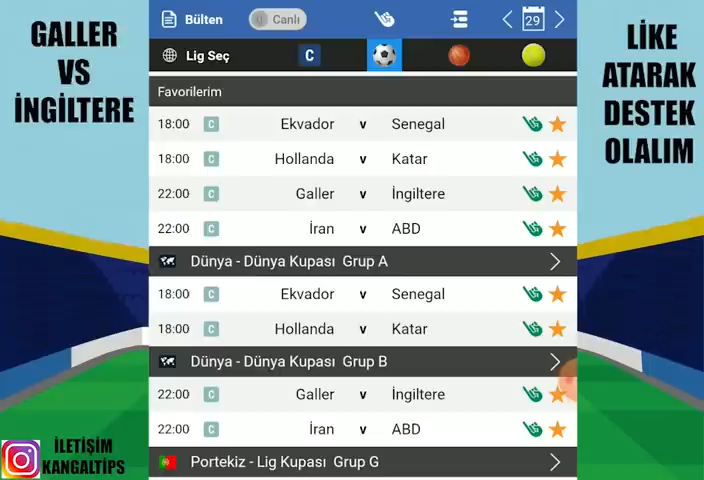 GALLER
VS
İNGİLTERE
Bülten
Canlı
29
Lig Seç
C
Favorilerim
18:00 C Ekvador v Senegal
18:00 C Hollanda v Katar
22:00 C Galler v İngiltere
22:00 C İran v ABD
Dünya - Dünya Kupası Grup A
18:00 C Ekvador v Senegal
18:00 C Hollanda v Katar
Dünya - Dünya Kupası Grup B
22:00 C Galler v İngiltere
22:00 C İran v ABD
Portekiz - Lig Kupası Grup G
LİKE
ATARAK
DESTEK
OLALIM
İLETİŞİM
KANGALTİPS